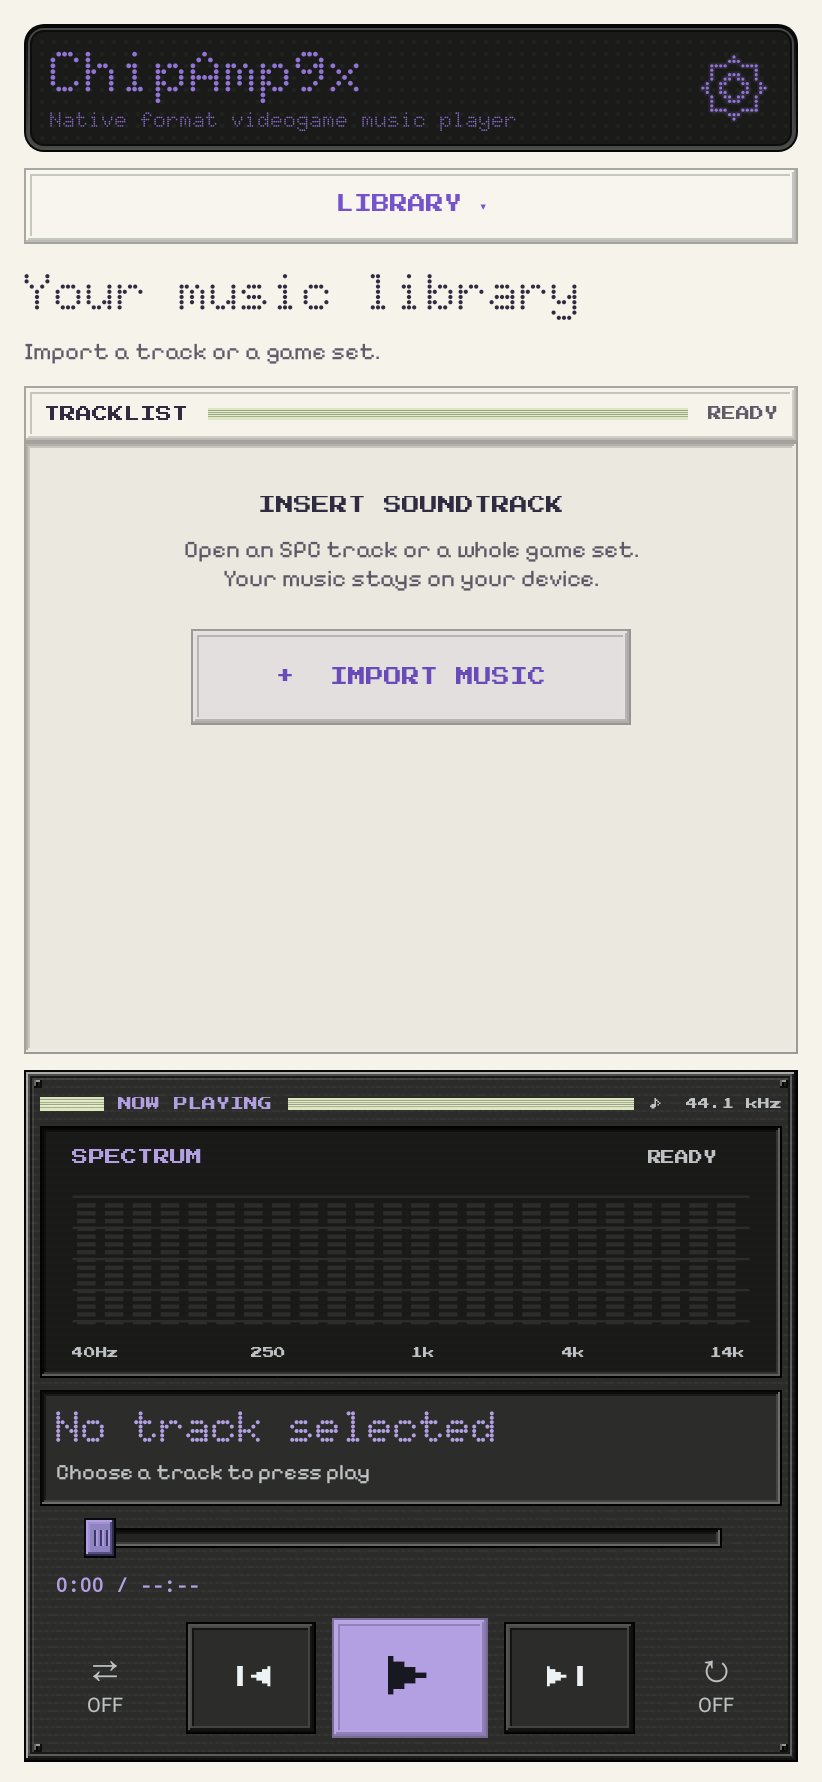 ChipAmp9x
Native format videogame music player
LIBRARY ▾
Your music library
Import a track or a game set.
TRACKLIST READY
INSERT SOUNDTRACK
Open an SPC track or a whole game set.
Your music stays on your device.
+ IMPORT MUSIC
NOW PLAYING ♪ 44.1 kHz
SPECTRUM READY
40Hz 250 1k 4k 14k
No track selected
Choose a track to press play
0:00 / --:--
OFF OFF